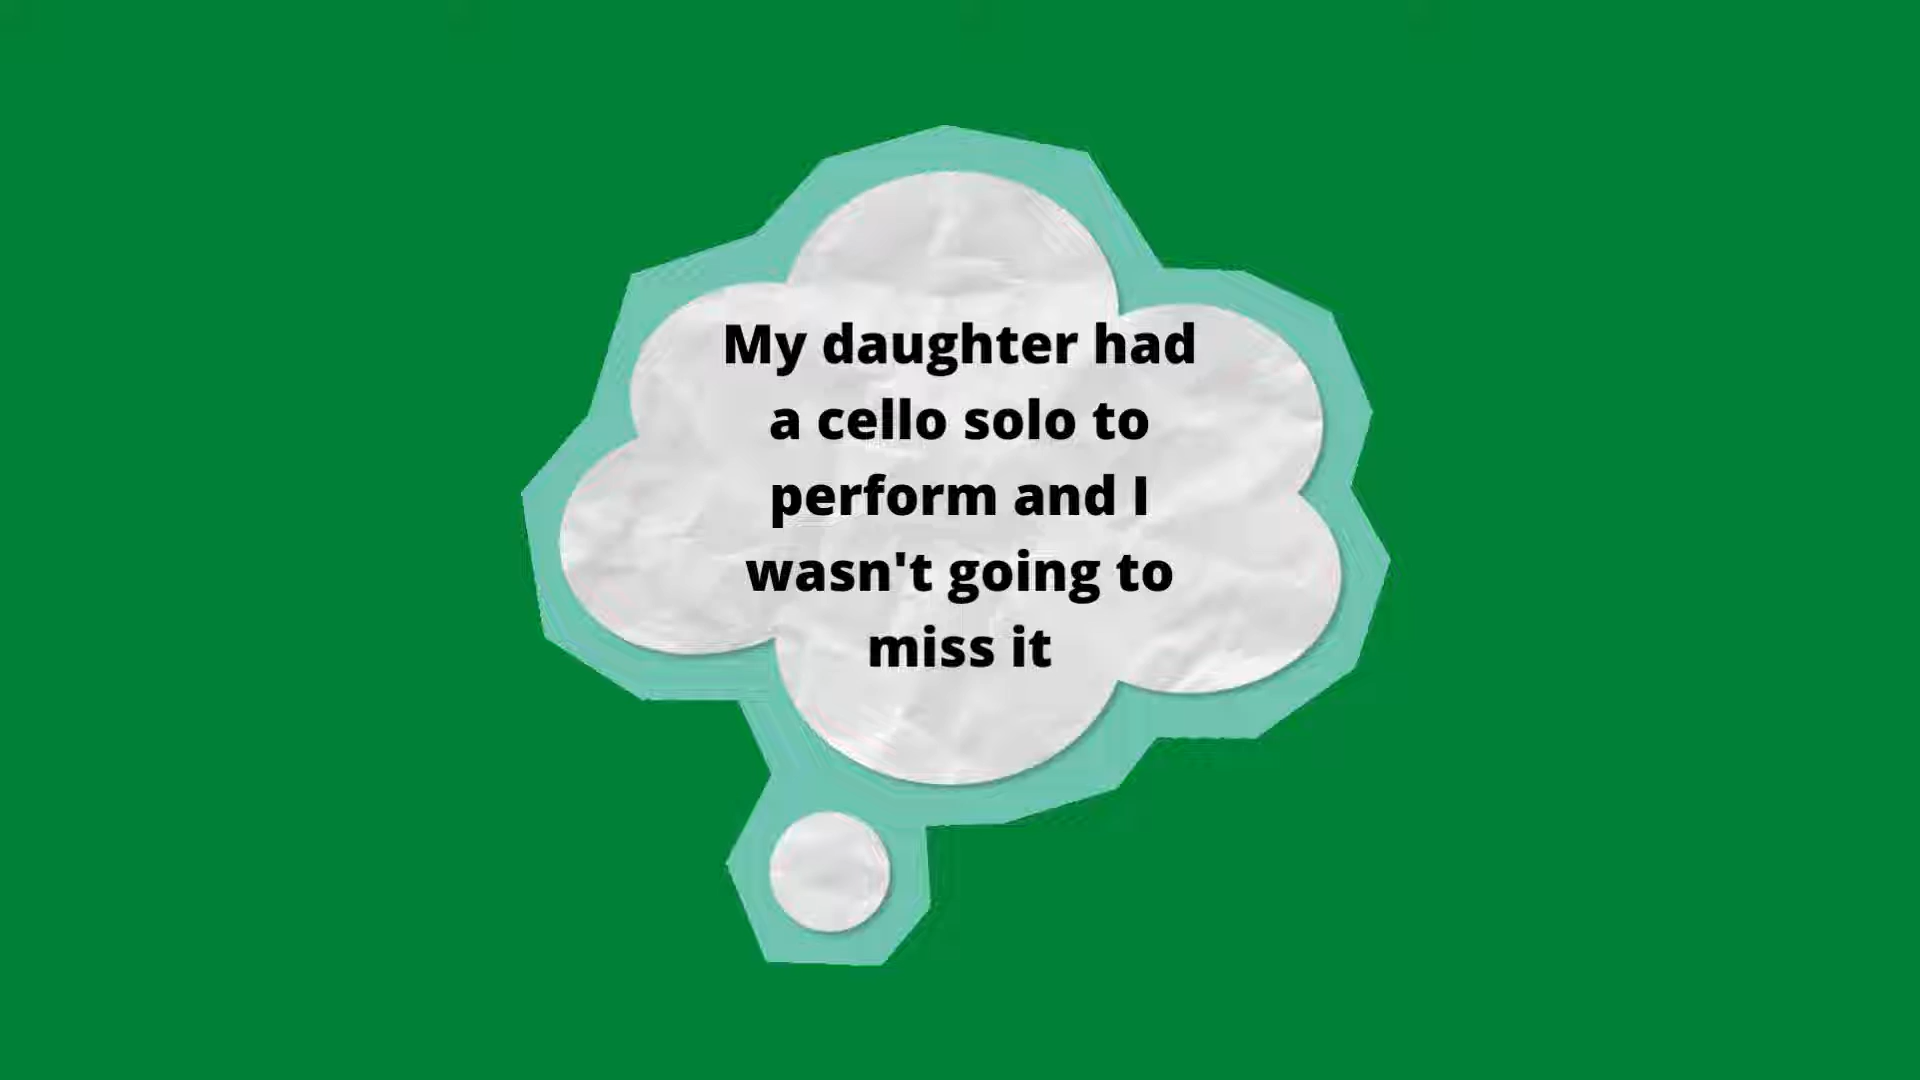 My daughter had
a cello solo to
perform and I
wasn't going to
miss it